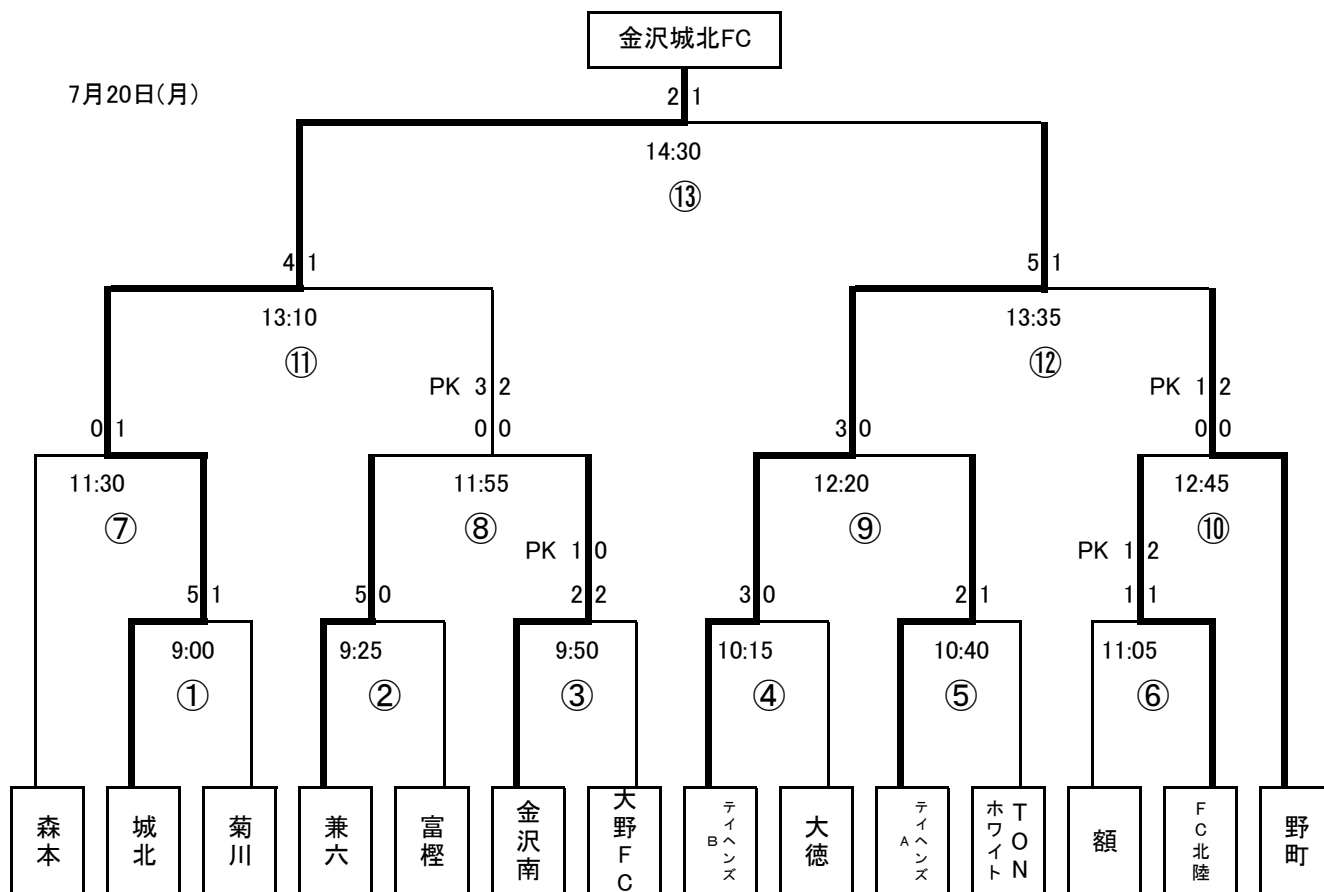 金沢城北FC
7月20日(月)
2 1
14:30
⑬
4 1
5 1
13:10
13:35
⑪
⑫
PK 3 2
PK 1 2
0 1
0 0
3 0
0 0
11:30
11:55
12:20
12:45
⑦
⑧
⑨
⑩
PK 1 0
PK 1 2
5 1
5 0
2 2
3 0
2 1
1 1
9:00
9:25
9:50
10:15
10:40
11:05
①
②
③
④
⑤
⑥
森本
城北
菊川
兼六
富樫
金沢南
大野FC
テイヘンズ
B
大徳
テイヘンズ
A
TON
ホワイト
額
FC北陸
野町